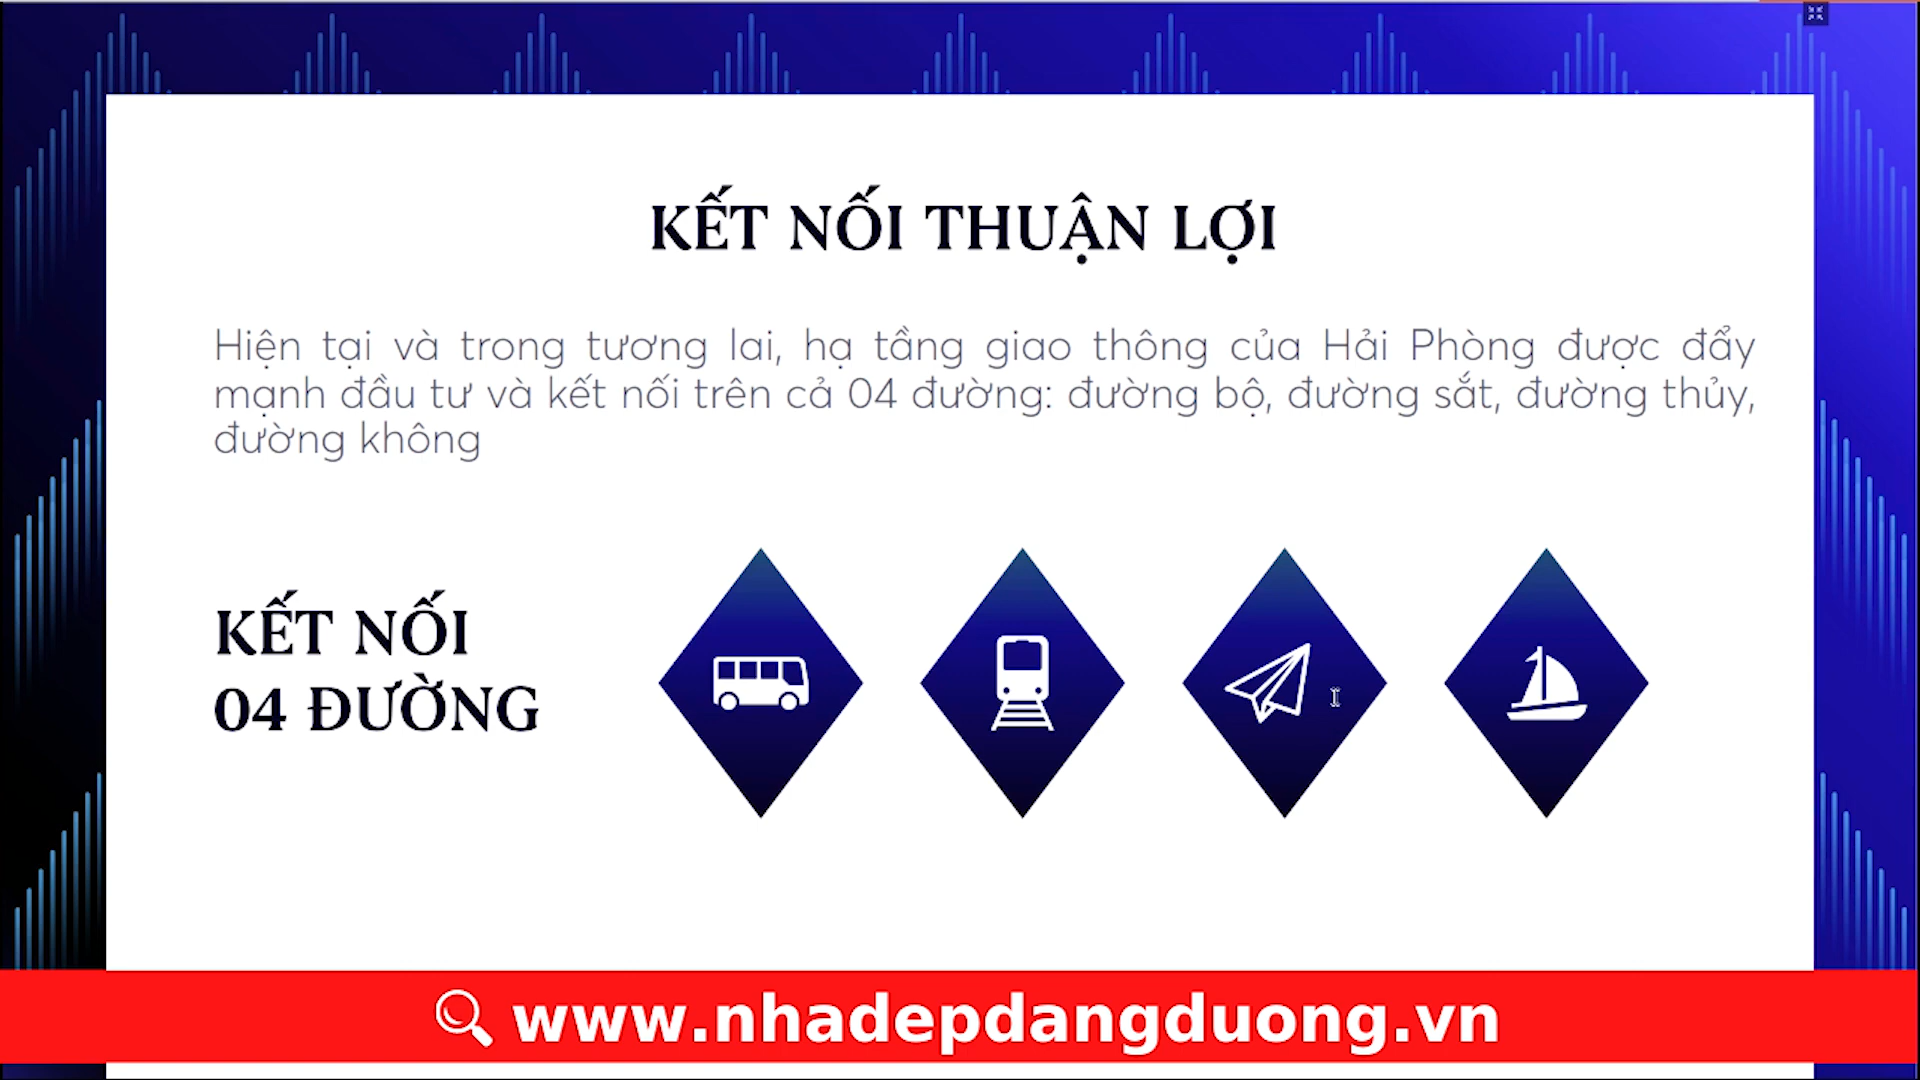 KẾT NỐI THUẬN LỢI
Hiện tại và trong tương lai, hạ tầng giao thông của Hải Phòng được đẩy
mạnh đầu tư và kết nối trên cả 04 đường: đường bộ, đường sắt, đường thủy,
đường không
KẾT NỐI
04 ĐƯỜNG
www.nhadepdangduong.vn